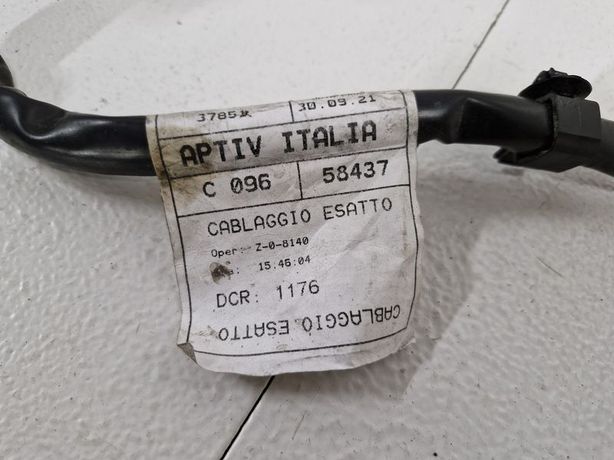 30.09.21
APTIV ITALIA
C 096 58437
CABLAGGIO ESATTO
Oper: Z-0-8140
15.46:04
DCR: 1176
CABLAGGIO ESATTO